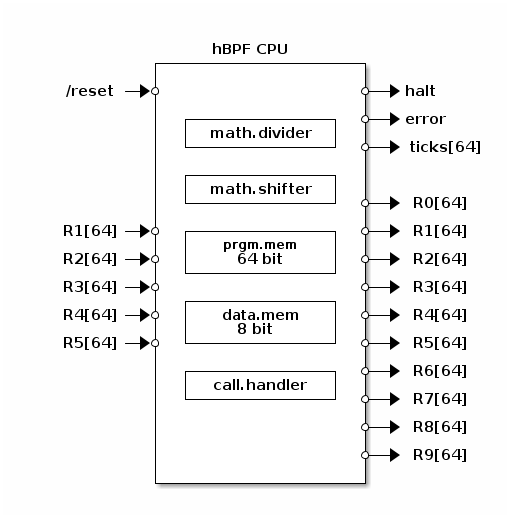 hBPF CPU
/reset
halt
error
math.divider
ticks[64]
math.shifter
R0[64]
R1[64]
R1[64]
prgm.mem
64 bit
R2[64]
R2[64]
R3[64]
R3[64]
R4[64]
data.mem
8 bit
R4[64]
R5[64]
R5[64]
R6[64]
call.handler
R7[64]
R8[64]
R9[64]